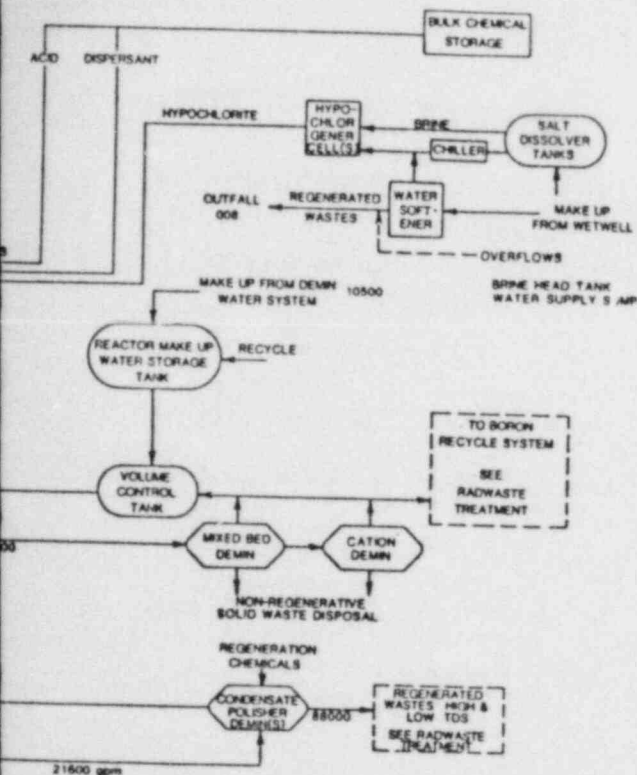 BULK CHEMICAL
STORAGE
ACID
DISPERSANT
HYPOCHLORITE
HYPO-
CHLOR
GENER
CELL(S)
BRINE
CHILLER
SALT
DISSOLVER
TANKS
OUTFALL
008
REGENERATED
WASTES
WATER
SOFT-
ENER
MAKE UP
FROM WETWELL
OVERFLOWS
BRINE HEAD TANK
WATER SUPPLY S MP
MAKE UP FROM DEMIN
WATER SYSTEM
10500
REACTOR MAKE UP
WATER STORAGE
TANK
RECYCLE
TO BORON
RECYCLE SYSTEM
SEE
RADWASTE
TREATMENT
VOLUME
CONTROL
TANK
MIXED BED
DEMIN
CATION
DEMIN
NON-REGENERATIVE
SOLID WASTE DISPOSAL
REGENERATION
CHEMICALS
CONDENSATE
POLISHER
DEMIN(S)
88000
REGENERATED
WASTES HIGH &
LOW TDS
SEE RADWASTE
TREATMENT
21600 gpm